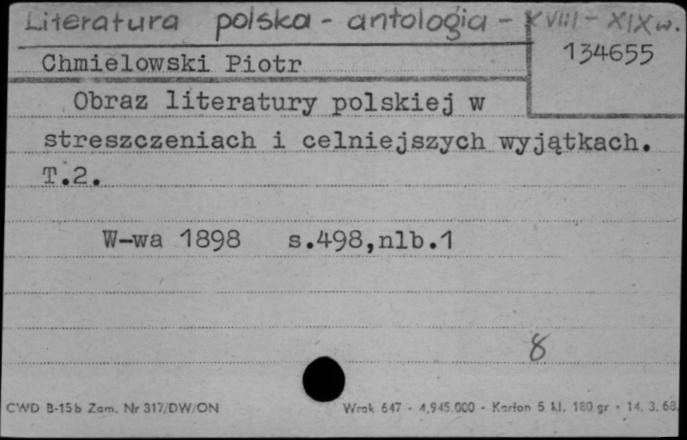 Literatura polska - antologia - XVIII - XIX w.
134655
Chmielowski Piotr
Obraz literatury polskiej w
streszczeniach i celniejszych wyjątkach.
T.2.
W-wa 1898 s.498,nlb.1
8
CWD B-15b Zam. Nr 317/DW/ON Wrak 647 - 4,945.000 - Karton 5 kl. 180 gr - 14. 3. 68